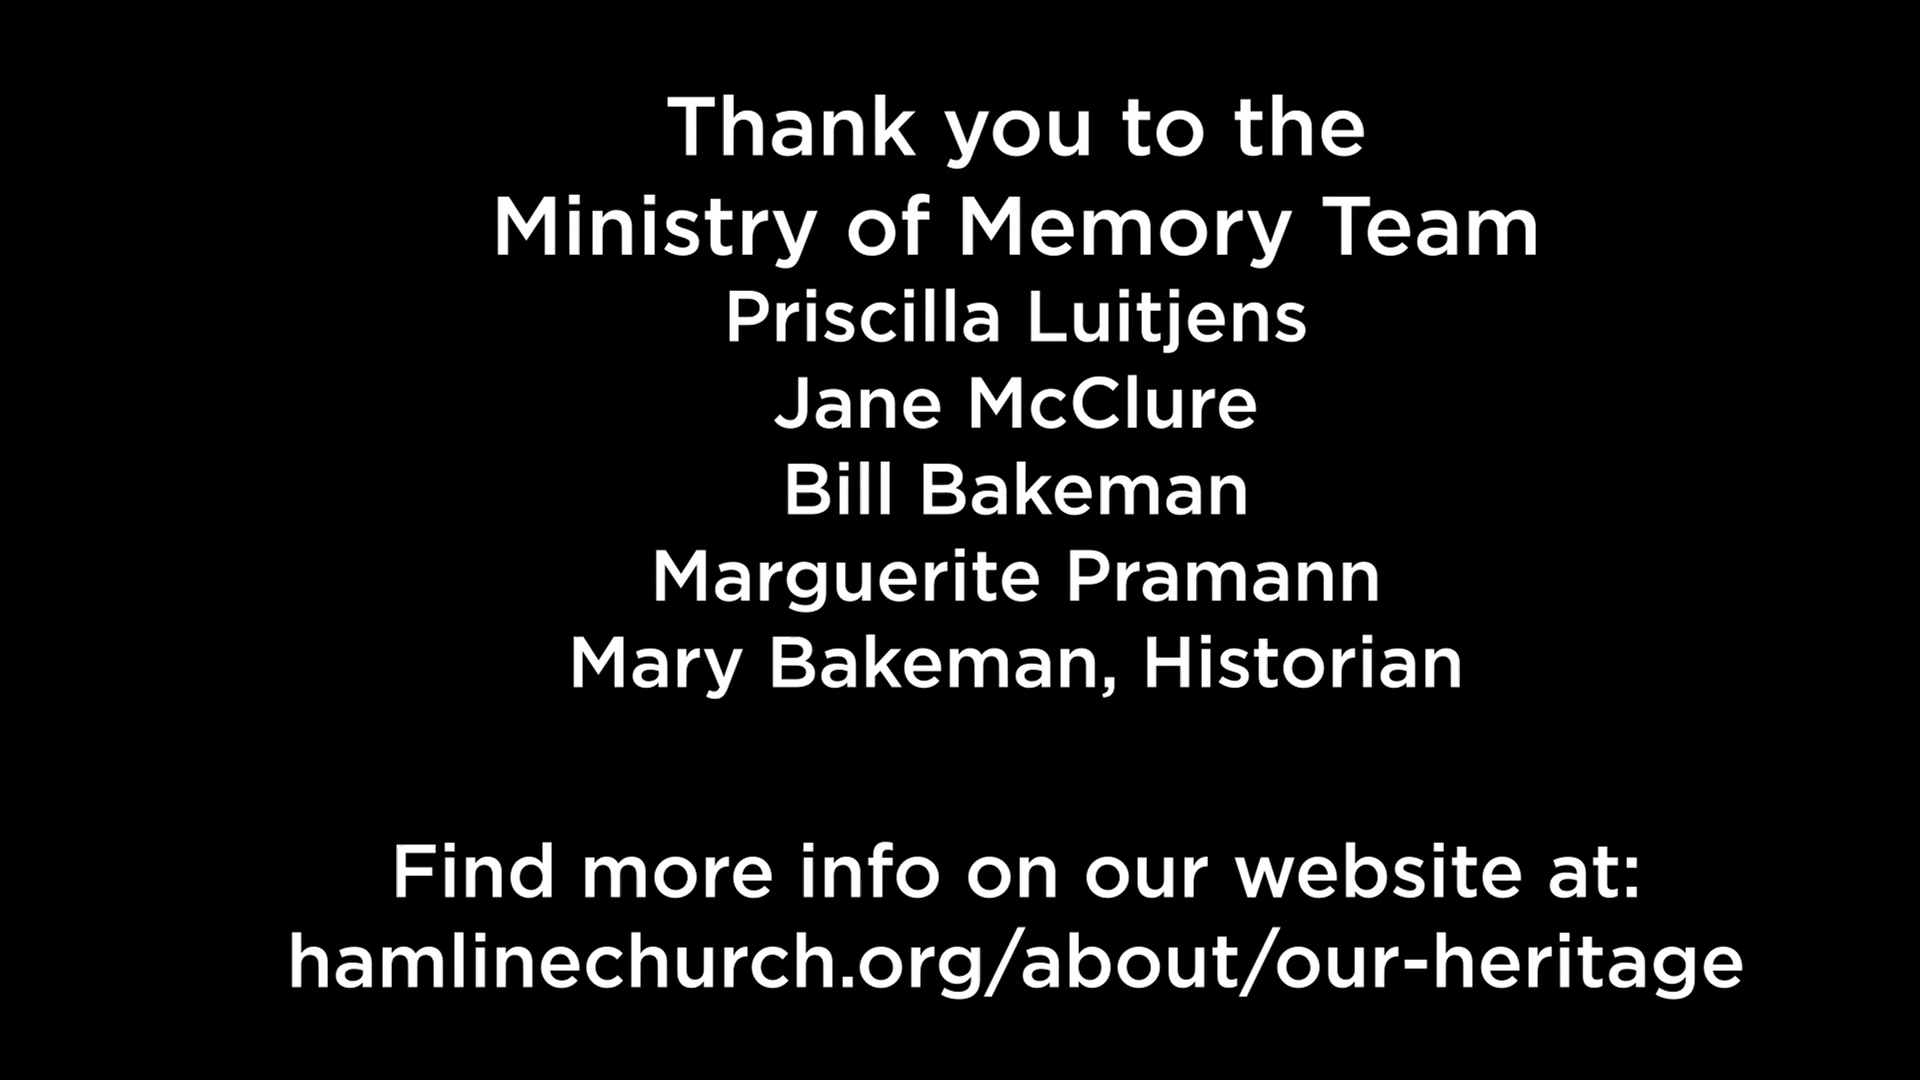 Thank you to the
Ministry of Memory Team
Priscilla Luitjens
Jane McClure
Bill Bakeman
Marguerite Pramann
Mary Bakeman, Historian
Find more info on our website at:
hamlinechurch.org/about/our-heritage